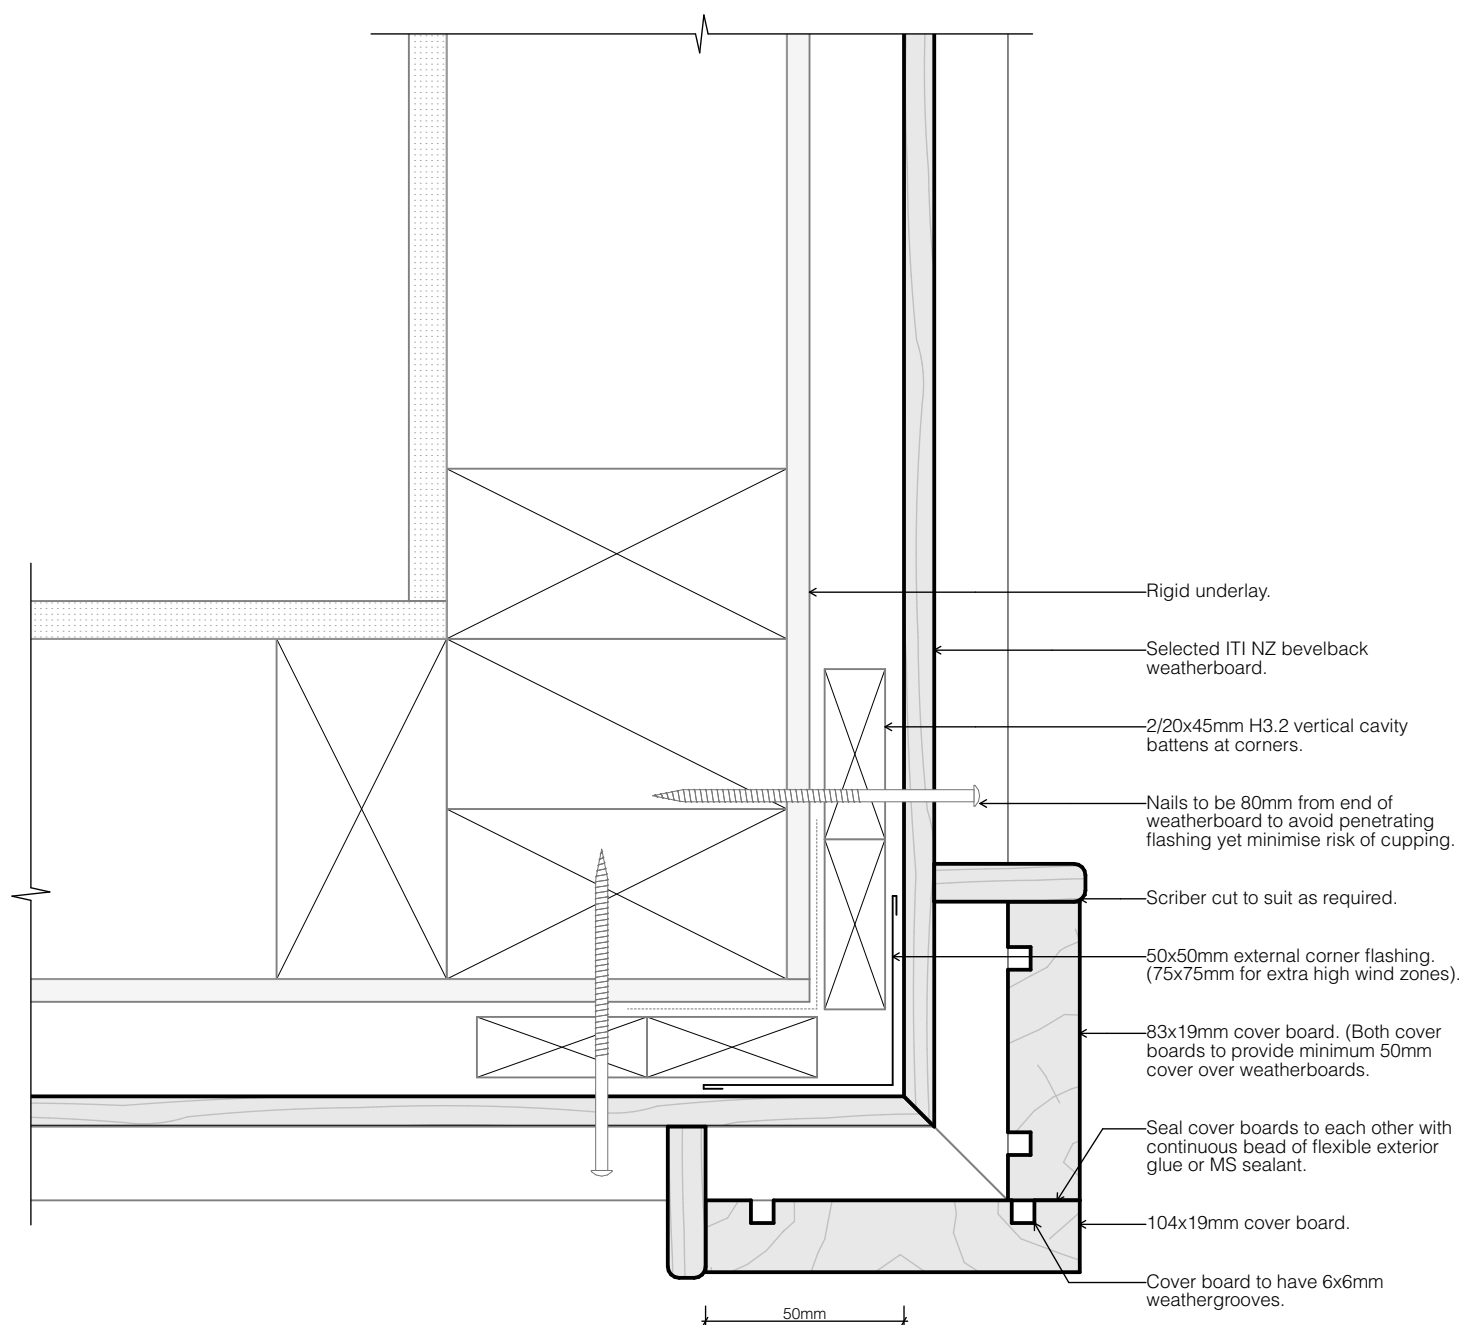 Rigid underlay.
Selected ITI NZ bevelback
weatherboard.
2/20x45mm H3.2 vertical cavity
battens at corners.
Nails to be 80mm from end of
weatherboard to avoid penetrating
flashing yet minimise risk of cupping.
Scriber cut to suit as required.
50x50mm external corner flashing.
(75x75mm for extra high wind zones).
83x19mm cover board. (Both cover
boards to provide minimum 50mm
cover over weatherboards.
Seal cover boards to each other with
continuous bead of flexible exterior
glue or MS sealant.
104x19mm cover board.
Cover board to have 6x6mm
weathergrooves.
50mm